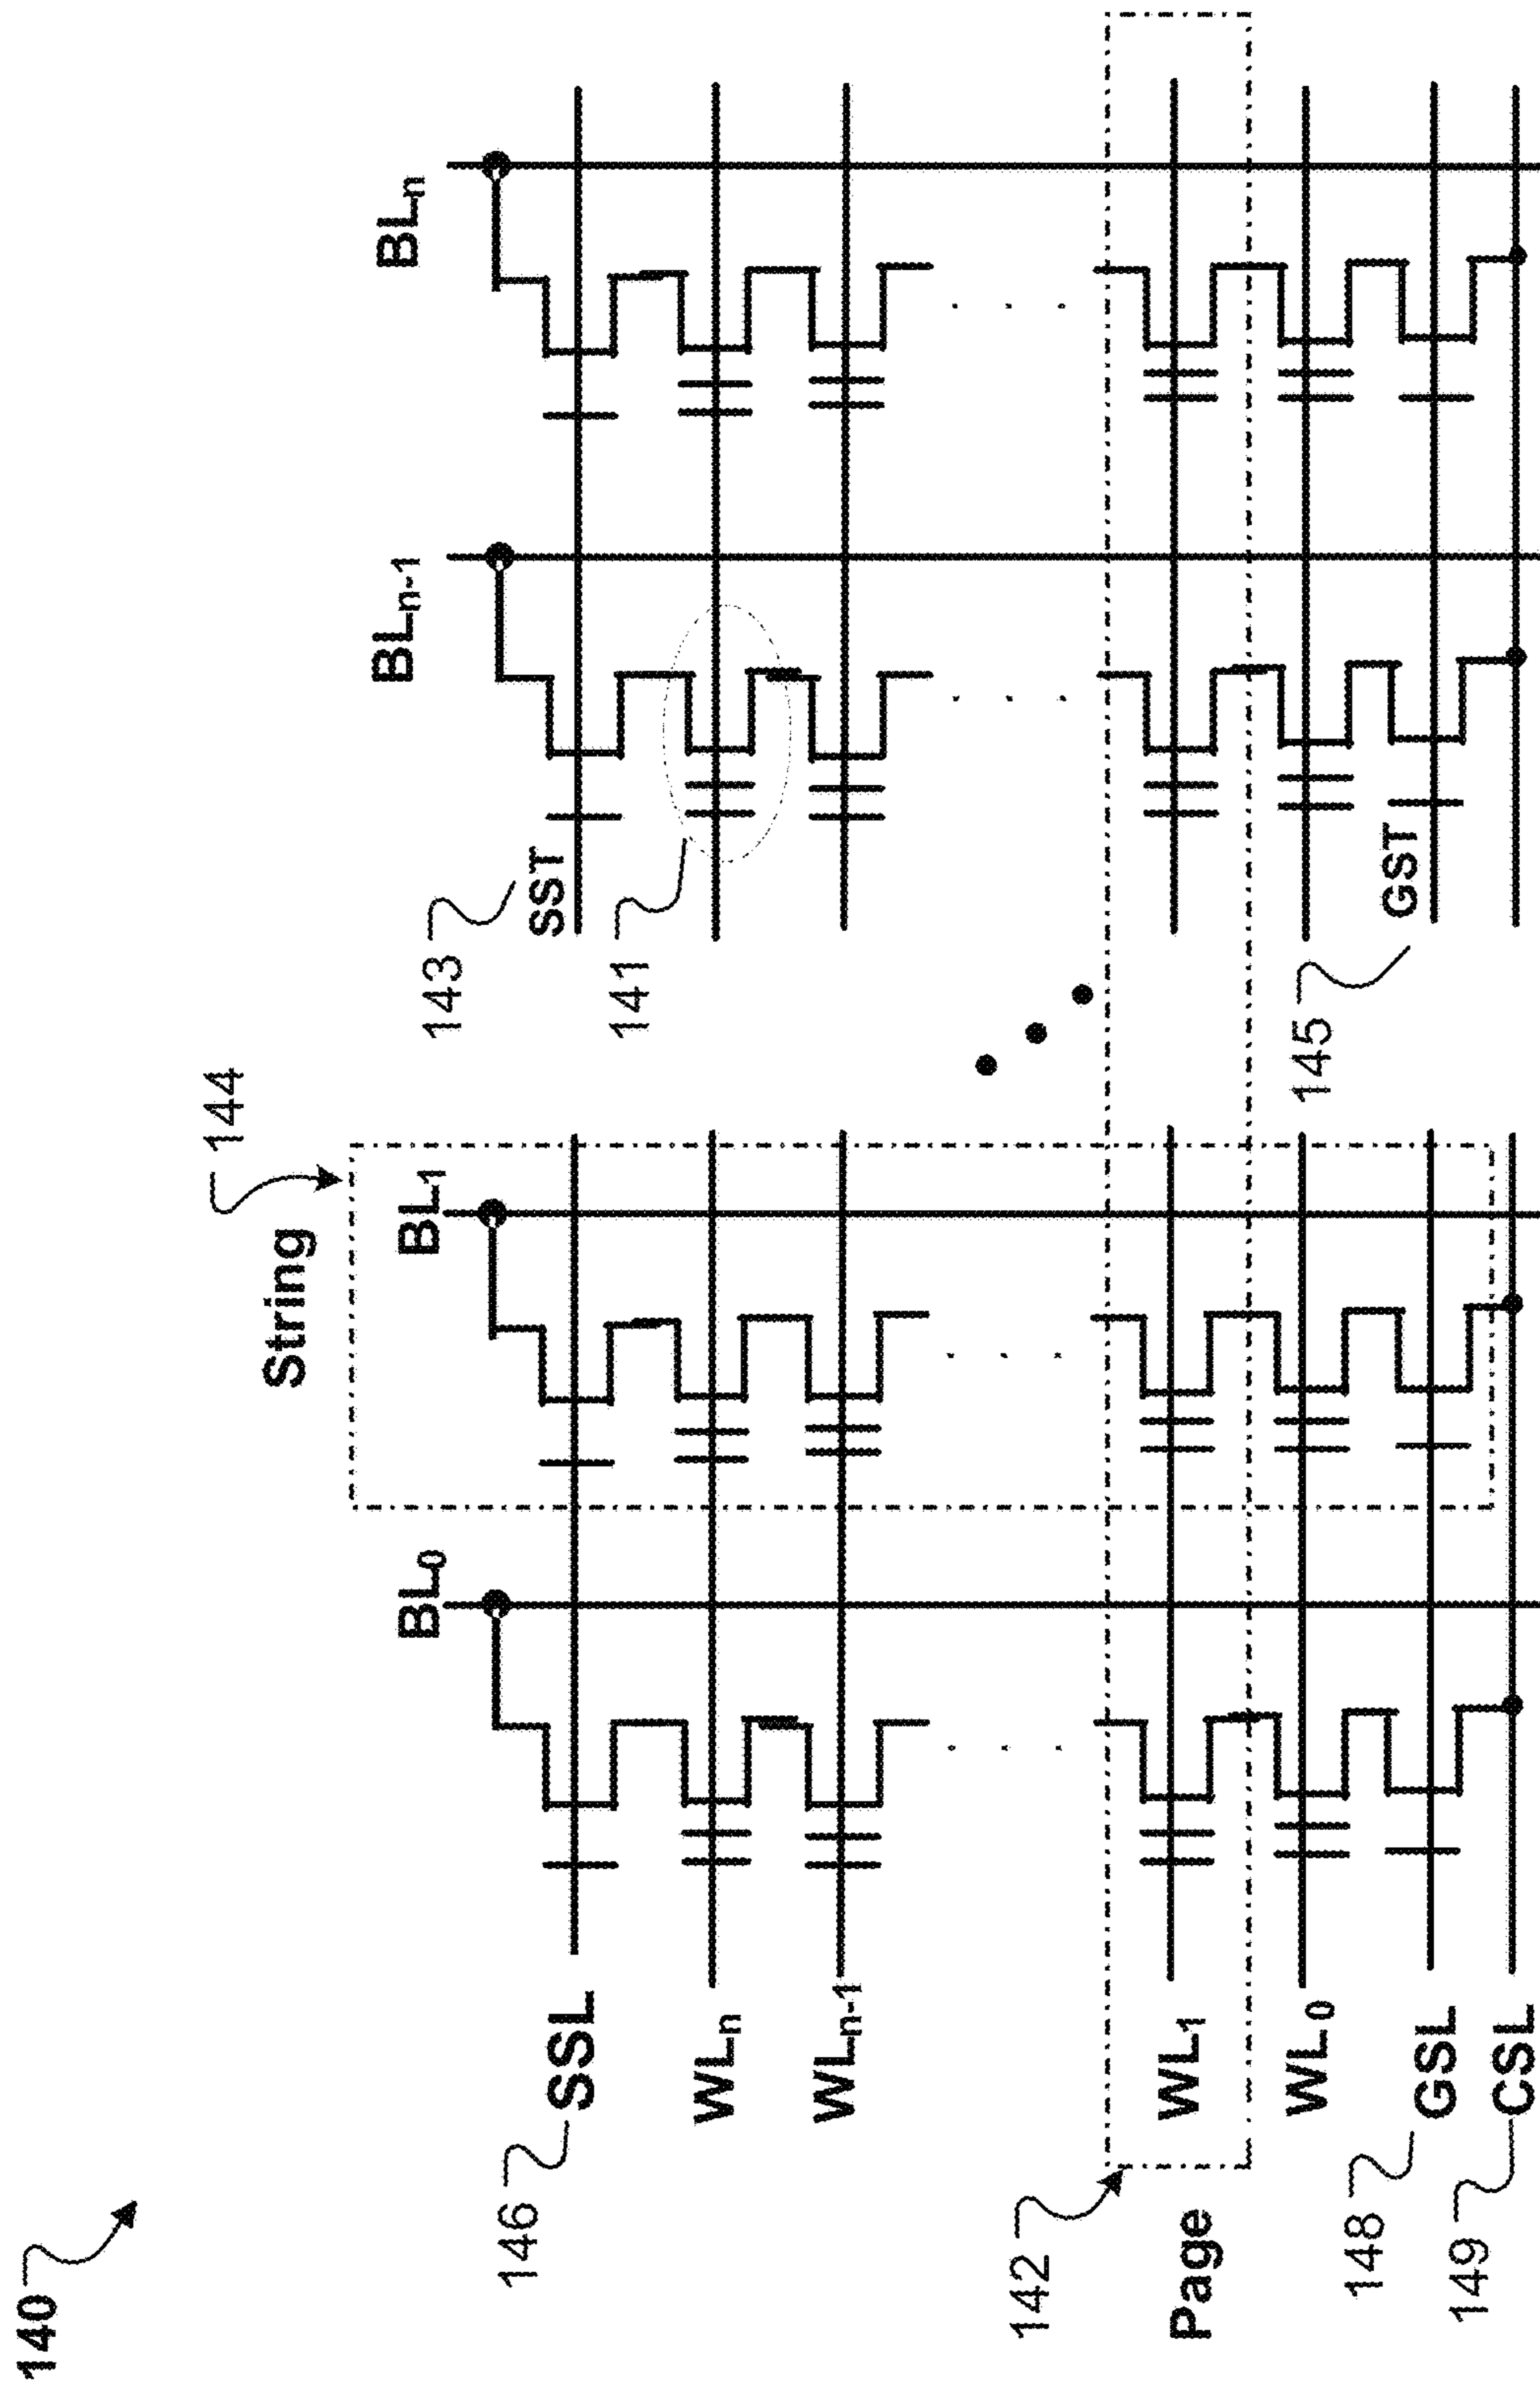 140
String
144
BL₀
BL₁
BLₙ₋₁
BLₙ
143
SST
146
SSL
141
WLₙ
WLₙ₋₁
142
Page
WL₁
WL₀
145
GST
148
GSL
149
CSL